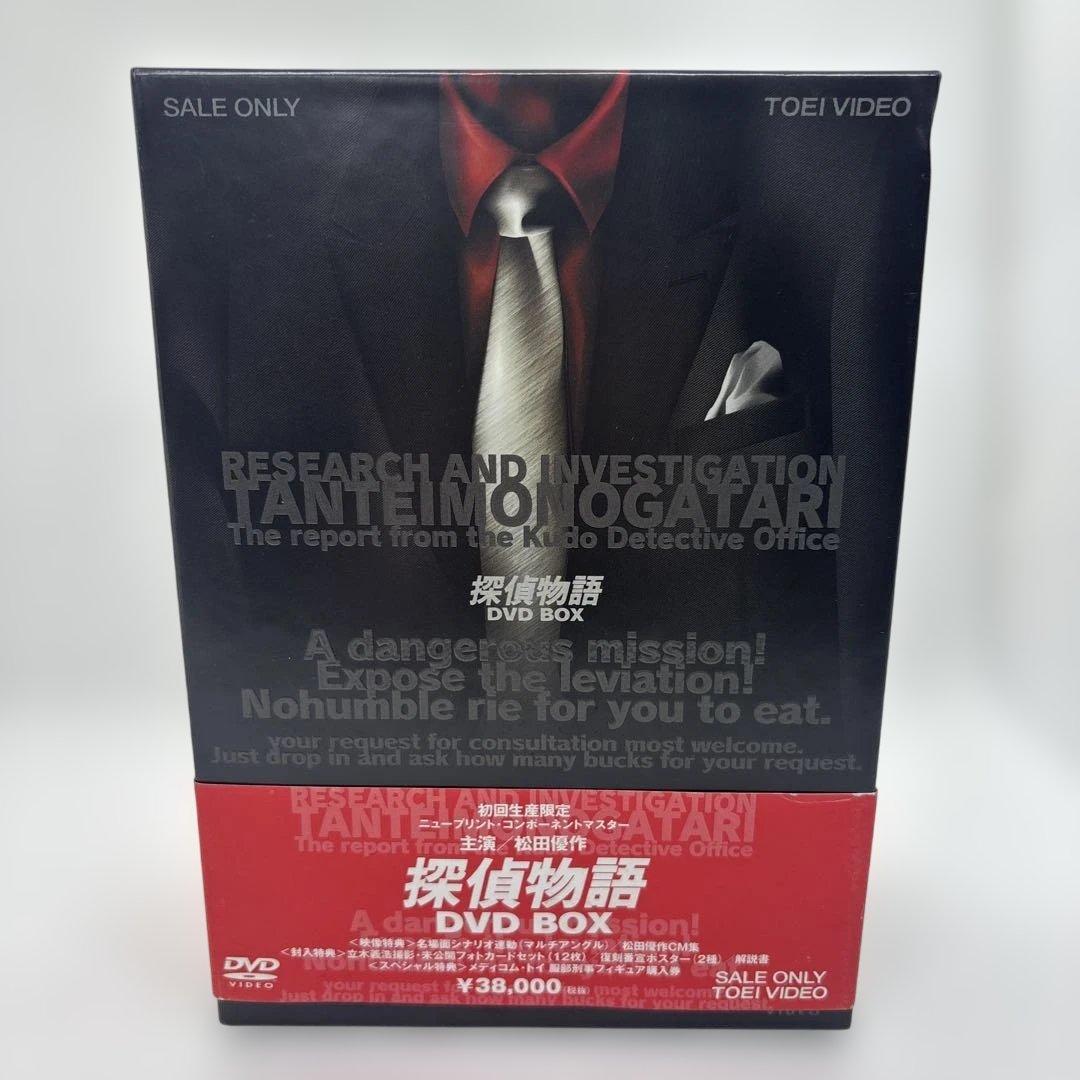 SALE ONLY
TOEI VIDEO
RESEARCH AND INVESTIGATION
TANTEIMONOGATARI
The report from the Kudo Detective Office
探偵物語
DVD BOX
A dangerous mission!
Expose the leviation!
Nohumble rie for you to eat.
your request for consultation most welcome.
Just drop in and ask how many bucks for your request.
RESEARCH AND INVESTIGATION
TANTEIMONOGATARI
The report from the Kudo Detective Office
初回生産限定
ニュープリント・コンポーネントマスター
主演/松田優作
探偵物語
DVD BOX
<映像特典>名場面シナリオ連動(マルチアングル) 松田優作CM集
<封入特典>立木義浩撮影・未公開フォトカードセット(12枚) 復刻番宣ポスター(2種) 解説書
<スペシャル特典>メディコム・トイ 服部刑事フィギュア購入券
¥38,000(税抜)
DVD
VIDEO
SALE ONLY
TOEI VIDEO